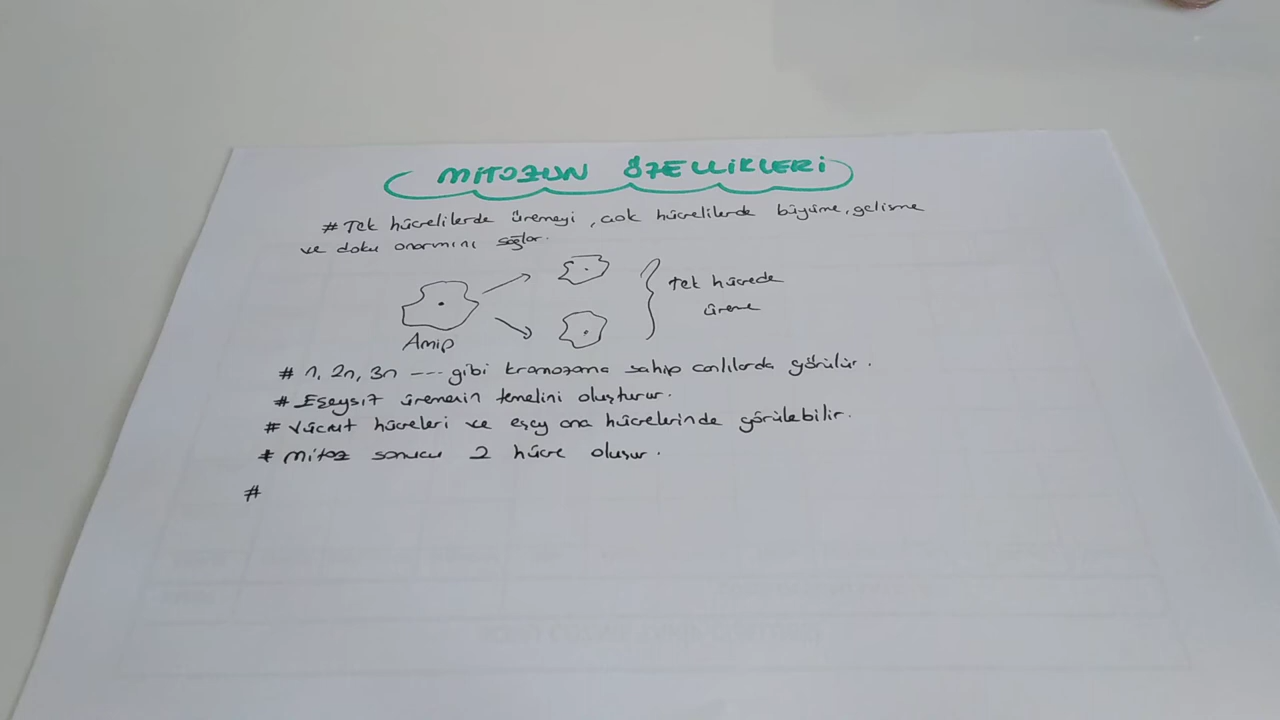 MİTOZUN ÖZELLİKLERİ
# Tek hücrelilerde üremeyi, çok hücrelilerde büyüme, gelişme
ve doku onarımını sağlar.
Amip
Tek hücrede
üreme
# n, 2n, 3n ---- gibi kromozoma sahip canlılarda görülür.
# Eşeysiz üremenin temelini oluşturur.
# Vücut hücreleri ve eşey ana hücrelerinde görülebilir.
# Mitoz sonucu 2 hücre oluşur.
#